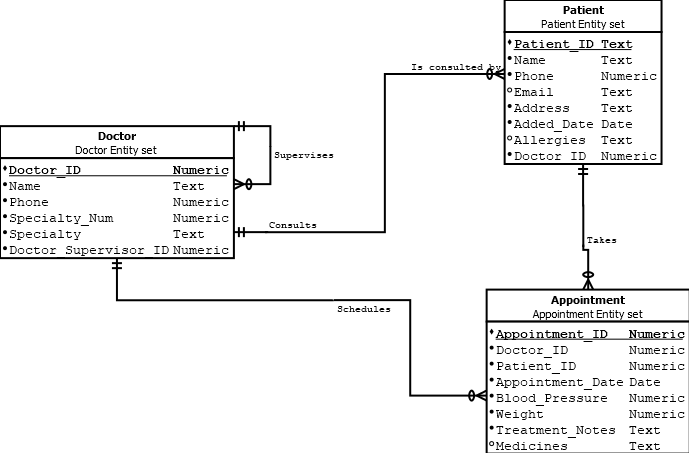 Patient
Patient Entity set
Patient_ID Text
Name Text
Phone Numeric
Email Text
Address Text
Added_Date Date
Allergies Text
Doctor_ID Numeric
Is consulted by
Doctor
Doctor Entity set
Doctor_ID Numeric
Name Text
Phone Numeric
Specialty_Num Numeric
Specialty Text
Doctor_Supervisor_ID Numeric
Supervises
Consults
Takes
Schedules
Appointment
Appointment Entity set
Appointment_ID Numeric
Doctor_ID Numeric
Patient_ID Numeric
Appointment_Date Date
Blood_Pressure Numeric
Weight Numeric
Treatment_Notes Text
Medicines Text